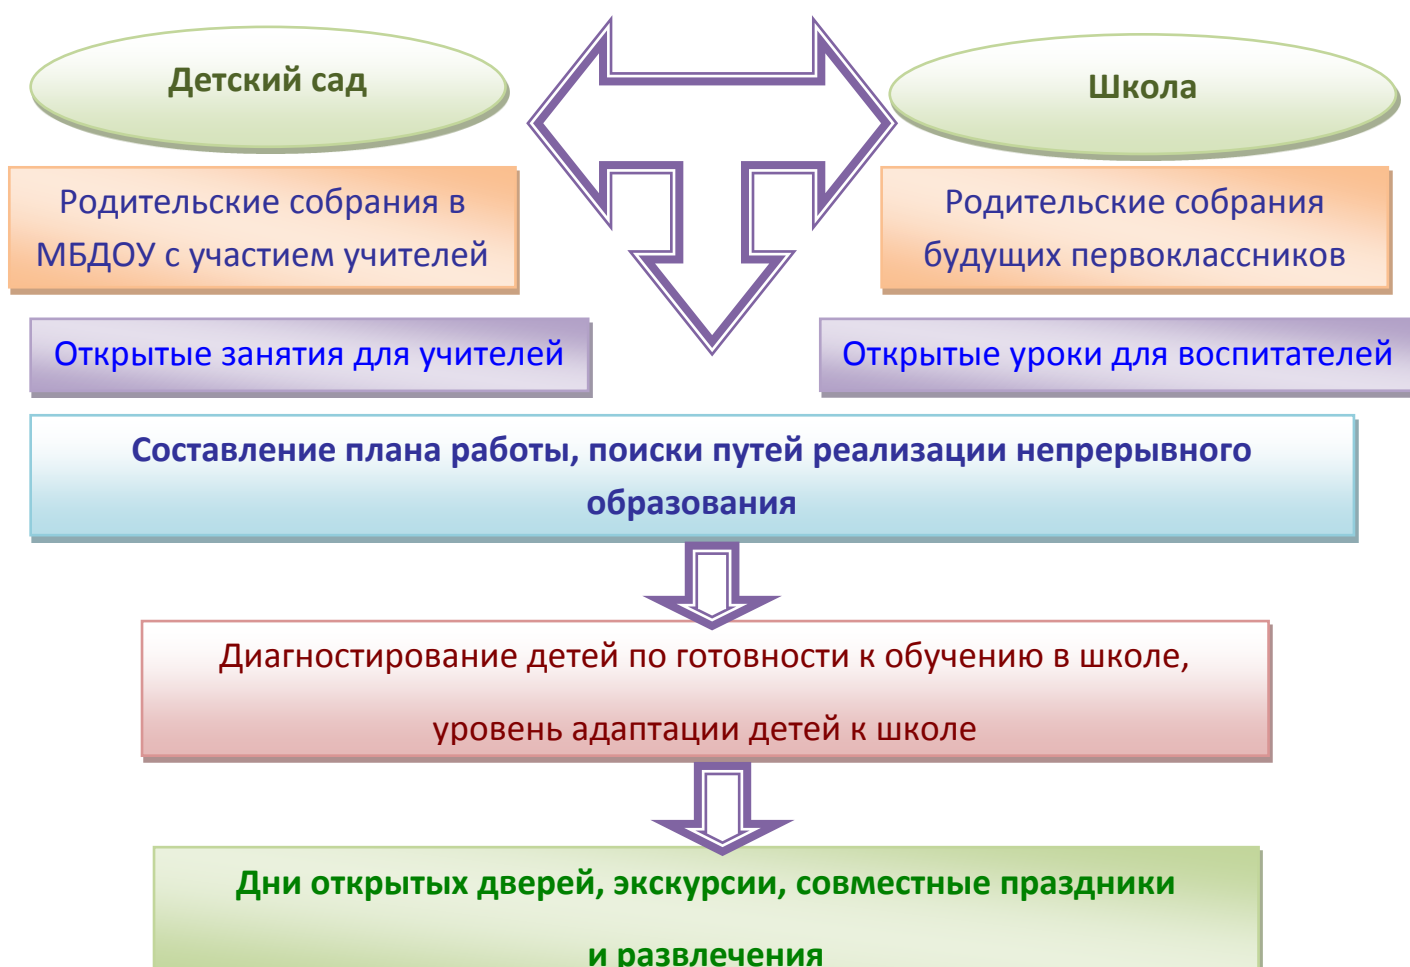 Детский сад
Школа
Родительские собрания в
МБДОУ с участием учителей
Родительские собрания
будущих первоклассников
Открытые занятия для учителей
Открытые уроки для воспитателей
Составление плана работы, поиски путей реализации непрерывного
образования
Диагностирование детей по готовности к обучению в школе,
уровень адаптации детей к школе
Дни открытых дверей, экскурсии, совместные праздники
и развлечения